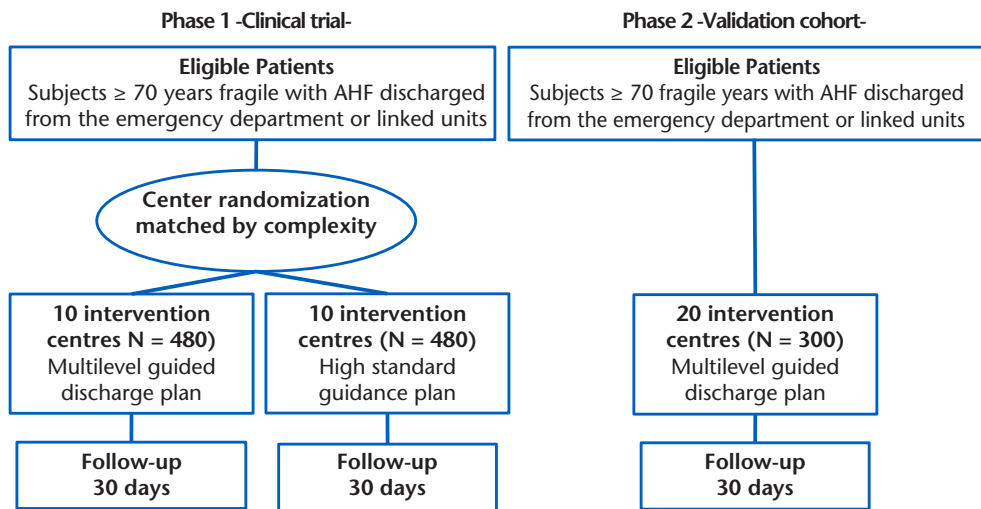 Phase 1 -Clinical trial-
Eligible Patients
Subjects ≥ 70 years fragile with AHF discharged
from the emergency department or linked units
Center randomization
matched by complexity
10 intervention
centres N = 480)
Multilevel guided
discharge plan
10 intervention
centres (N = 480)
High standard
guidance plan
Follow-up
30 days
Follow-up
30 days
Phase 2 -Validation cohort-
Eligible Patients
Subjects ≥ 70 fragile years with AHF discharged
from the emergency department or linked units
20 intervention
centres (N = 300)
Multilevel guided
discharge plan
Follow-up
30 days